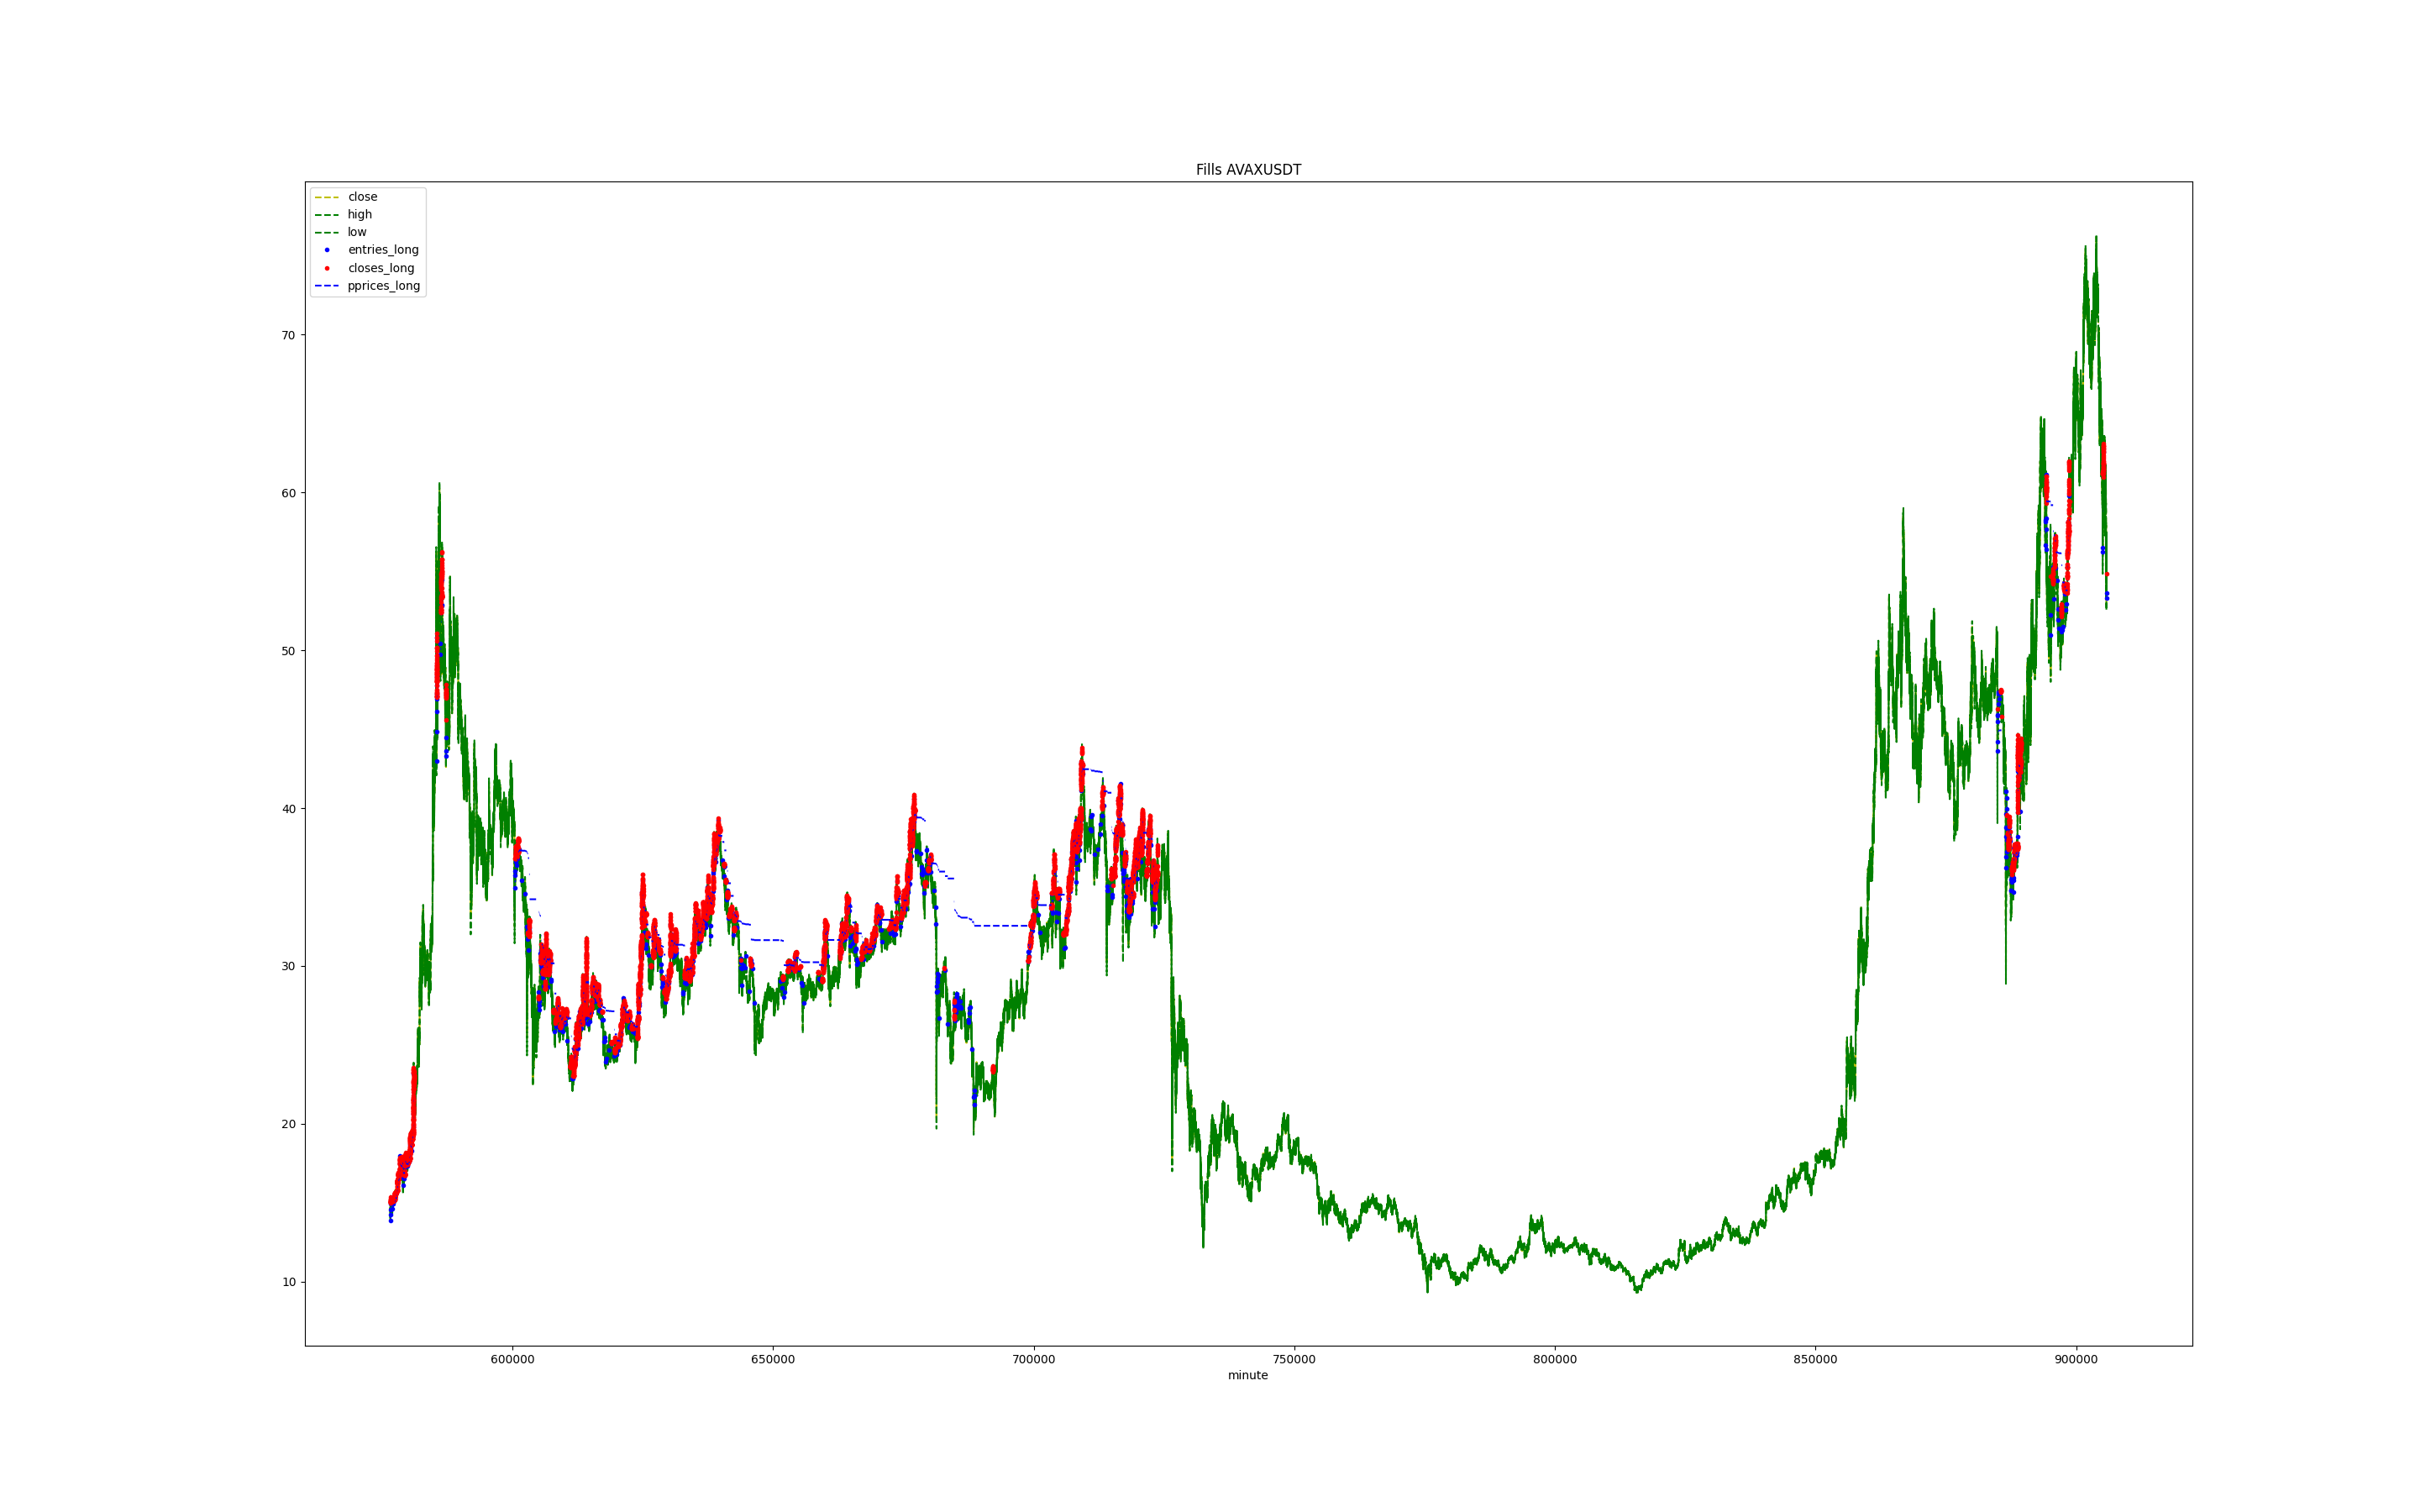 Fills AVAXUSDT
close
high
low
entries_long
closes_long
pprices_long
70
60
50
40
30
20
10
600000 650000 700000 750000 800000 850000 900000
minute